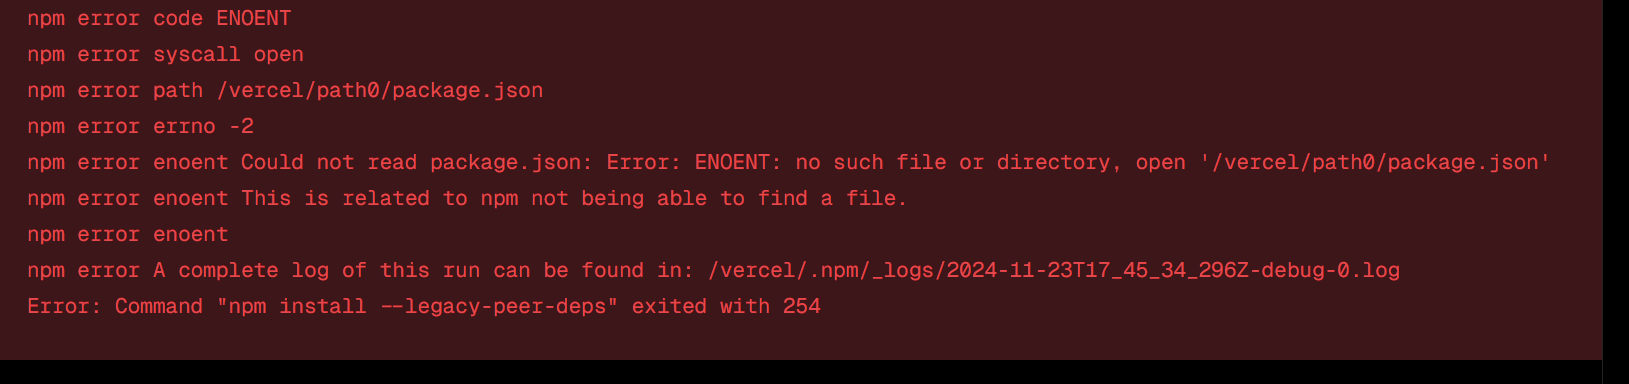 npm error code ENOENT
npm error syscall open
npm error path /vercel/path0/package.json
npm error errno -2
npm error enoent Could not read package.json: Error: ENOENT: no such file or directory, open '/vercel/path0/package.json'
npm error enoent This is related to npm not being able to find a file.
npm error enoent
npm error A complete log of this run can be found in: /vercel/.npm/_logs/2024-11-23T17_45_34_296Z-debug-0.log
Error: Command "npm install --legacy-peer-deps" exited with 254